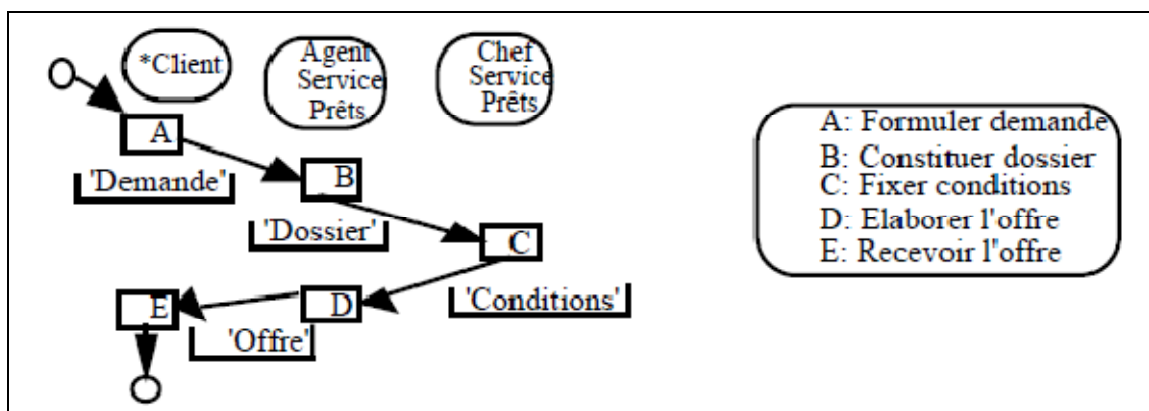 *Client
Agent
Service
Prêts
Chef
Service
Prêts
A
'Demande'
B
'Dossier'
C
'Conditions'
D
'Offre'
E
A: Formuler demande
B: Constituer dossier
C: Fixer conditions
D: Elaborer l'offre
E: Recevoir l'offre